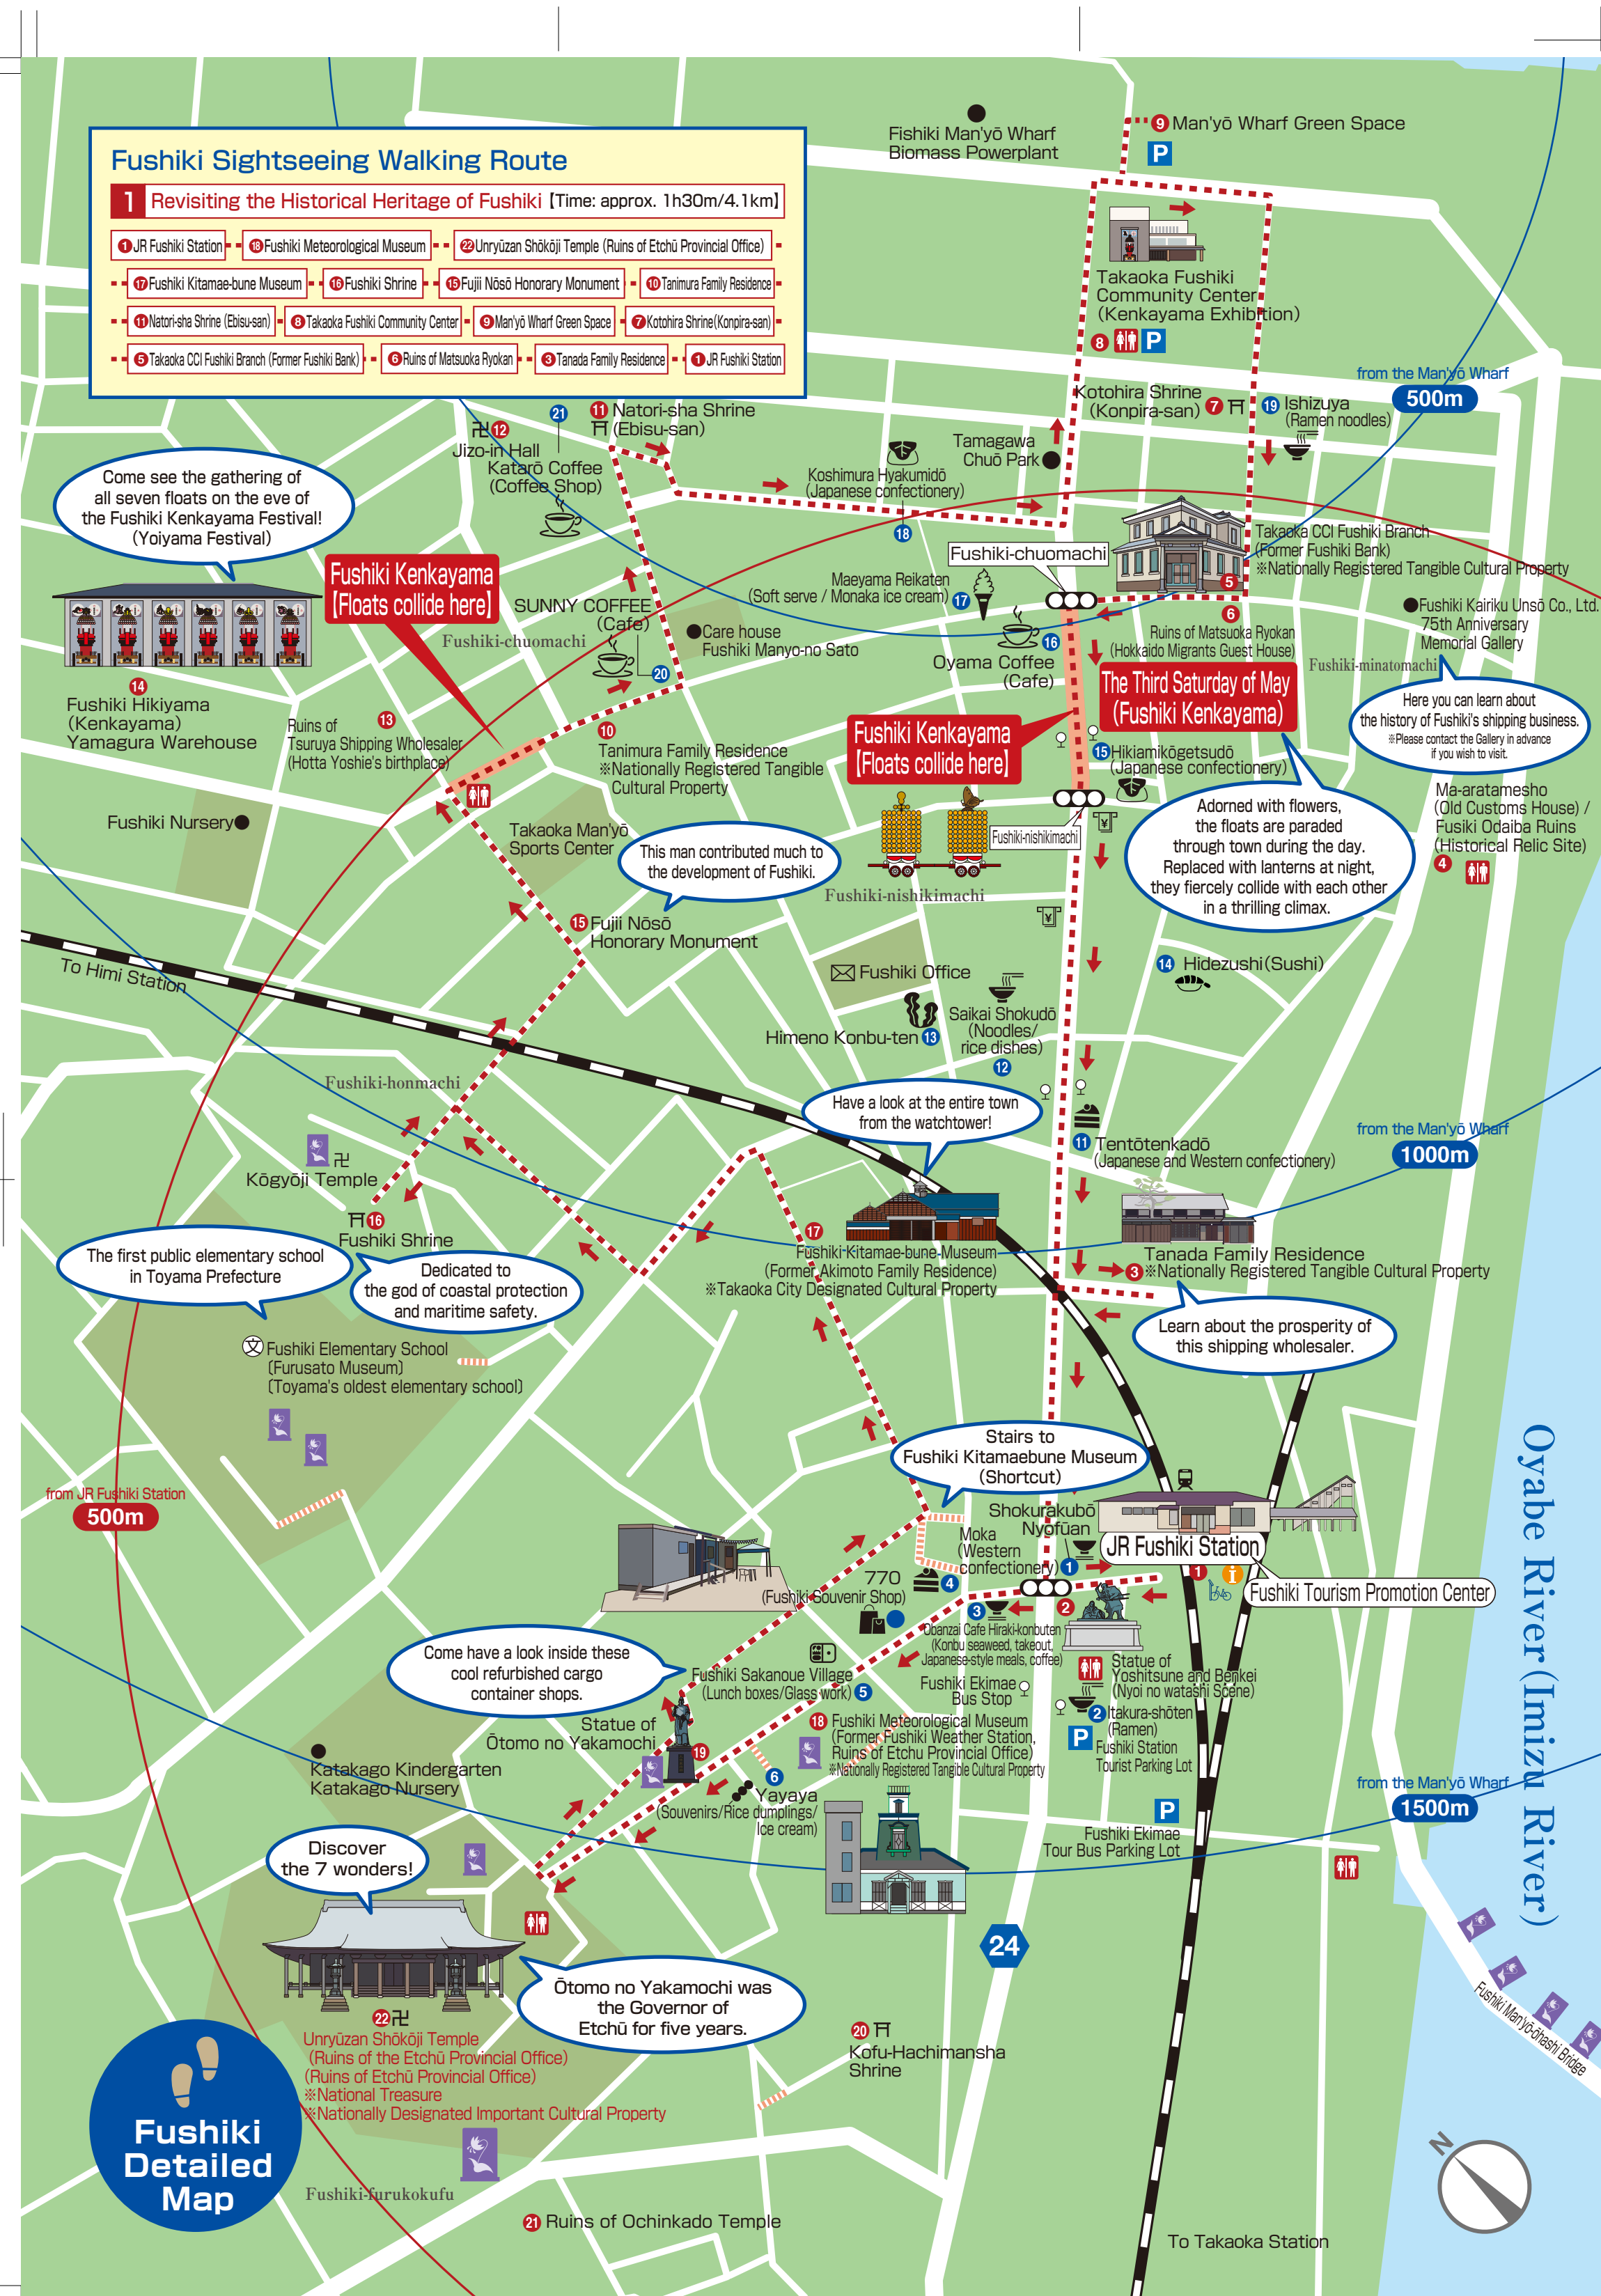 Fushiki Sightseeing Walking Route
1 Revisiting the Historical Heritage of Fushiki【Time: approx. 1h30m/4.1km】
①JR Fushiki Station
⑱Fushiki Meteorological Museum
㉒Unryūzan Shōkōji Temple (Ruins of Etchū Provincial Office)
⑰Fushiki Kitamae-bune Museum
⑯Fushiki Shrine
⑮Fujii Nōsō Honorary Monument
⑩Tanimura Family Residence
⑪Natori-sha Shrine (Ebisu-san)
⑧Takaoka Fushiki Community Center
⑨Man'yō Wharf Green Space
⑦Kotohira Shrine(Konpira-san)
⑤Takaoka CCI Fushiki Branch (Former Fushiki Bank)
⑥Ruins of Matsuoka Ryokan
③Tanada Family Residence
①JR Fushiki Station
Fishiki Man'yō Wharf
Biomass Powerplant
⑨ Man'yō Wharf Green Space
P
Takaoka Fushiki
Community Center
(Kenkayama Exhibition)
⑧ P
from the Man'yō Wharf
500m
Kotohira Shrine
(Konpira-san) ⑦
⑲ Ishizuya
(Ramen noodles)
Tamagawa
Chuō Park
Koshimura Hyakumidō
(Japanese confectionery)
⑱
⑪ Natori-sha Shrine
(Ebisu-san)
㉑
卍⑫
Jizo-in Hall
Katarō Coffee
(Coffee Shop)
Come see the gathering of
all seven floats on the eve of
the Fushiki Kenkayama Festival!
(Yoiyama Festival)
⑭
Fushiki Hikiyama
(Kenkayama)
Yamagura Warehouse
Fushiki Kenkayama
【Floats collide here】
Fushiki-chuomachi
SUNNY COFFEE
(Cafe)
⑳
Care house
Fushiki Manyo-no Sato
Fushiki-chuomachi
Takaoka CCI Fushiki Branch
(Former Fushiki Bank)
※Nationally Registered Tangible Cultural Property
⑤
Maeyama Reikaten
(Soft serve / Monaka ice cream) ⑰
⑯
Oyama Coffee
(Cafe)
⑥
Ruins of Matsuoka Ryokan
(Hokkaido Migrants Guest House)
Fushiki Kairiku Unsō Co., Ltd.
75th Anniversary
Memorial Gallery
Fushiki-minatomachi
Here you can learn about
the history of Fushiki's shipping business.
※Please contact the Gallery in advance
if you wish to visit.
The Third Saturday of May
(Fushiki Kenkayama)
Fushiki Kenkayama
【Floats collide here】
Ruins of ⑬
Tsuruya Shipping Wholesaler
(Hotta Yoshie's birthplace)
⑩
Tanimura Family Residence
※Nationally Registered Tangible
Cultural Property
⑮ Hikiamikōgetsudō
(Japanese confectionery)
Fushiki-nishikimachi
¥
Adorned with flowers,
the floats are paraded
through town during the day.
Replaced with lanterns at night,
they fiercely collide with each other
in a thrilling climax.
Ma-aratamesho
(Old Customs House) /
Fusiki Odaiba Ruins
(Historical Relic Site)
④
Fushiki Nursery
Takaoka Man'yō
Sports Center
This man contributed much to
the development of Fushiki.
Fushiki-nishikimachi
¥
⑮ Fujii Nōsō
Honorary Monument
To Himi Station
Fushiki Office
⑭ Hidezushi(Sushi)
Saikai Shokudō
(Noodles/
rice dishes)
⑫
Himeno Konbu-ten ⑬
Fushiki-honmachi
Have a look at the entire town
from the watchtower!
⑪ Tentōtenkadō
(Japanese and Western confectionery)
from the Man'yō Wharf
1000m
卍
Kōgyōji Temple
⑯
Fushiki Shrine
The first public elementary school
in Toyama Prefecture
Dedicated to
the god of coastal protection
and maritime safety.
⑰
Fushiki Kitamae-bune Museum
(Former Akimoto Family Residence)
※Takaoka City Designated Cultural Property
Tanada Family Residence
③ ※Nationally Registered Tangible Cultural Property
Learn about the prosperity of
this shipping wholesaler.
文 Fushiki Elementary School
(Furusato Museum)
(Toyama's oldest elementary school)
Stairs to
Fushiki Kitamaebune Museum
(Shortcut)
from JR Fushiki Station
500m
Shokurakubō
Nyofūan
①
Moka
(Western
confectionery)
④
JR Fushiki Station
① i
Fushiki Tourism Promotion Center
Oyabe River(Imizu River)
770
(Fushiki Souvenir Shop)
③
②
Obanzai Cafe Hiraki-konbuten
(Konbu seaweed, takeout,
Japanese-style meals, coffee)
Come have a look inside these
cool refurbished cargo
container shops.
Fushiki Sakanoue Village
(Lunch boxes/Glass work) ⑤
Fushiki Ekimae
Bus Stop
Statue of
Yoshitsune and Benkei
(Nyoi no watashi Scene)
② Itakura-shōten
(Ramen)
P Fushiki Station
Tourist Parking Lot
Statue of
Ōtomo no Yakamochi
⑲
⑱ Fushiki Meteorological Museum
(Former Fushiki Weather Station,
Ruins of Etchu Provincial Office)
※Nationally Registered Tangible Cultural Property
⑥
Yayaya
(Souvenirs/Rice dumplings/
Ice cream)
Katakago Kindergarten
Katakago Nursery
from the Man'yō Wharf
1500m
P
Fushiki Ekimae
Tour Bus Parking Lot
Discover
the 7 wonders!
24
Ōtomo no Yakamochi was
the Governor of
Etchū for five years.
㉒卍
Unryūzan Shōkōji Temple
(Ruins of the Etchū Provincial Office)
(Ruins of Etchū Provincial Office)
※National Treasure
※Nationally Designated Important Cultural Property
⑳
Kofu-Hachimansha
Shrine
Fushiki Man'yō-ōhashi Bridge
Fushiki
Detailed
Map
Fushiki-furukokufu
㉑ Ruins of Ochinkado Temple
N
To Takaoka Station